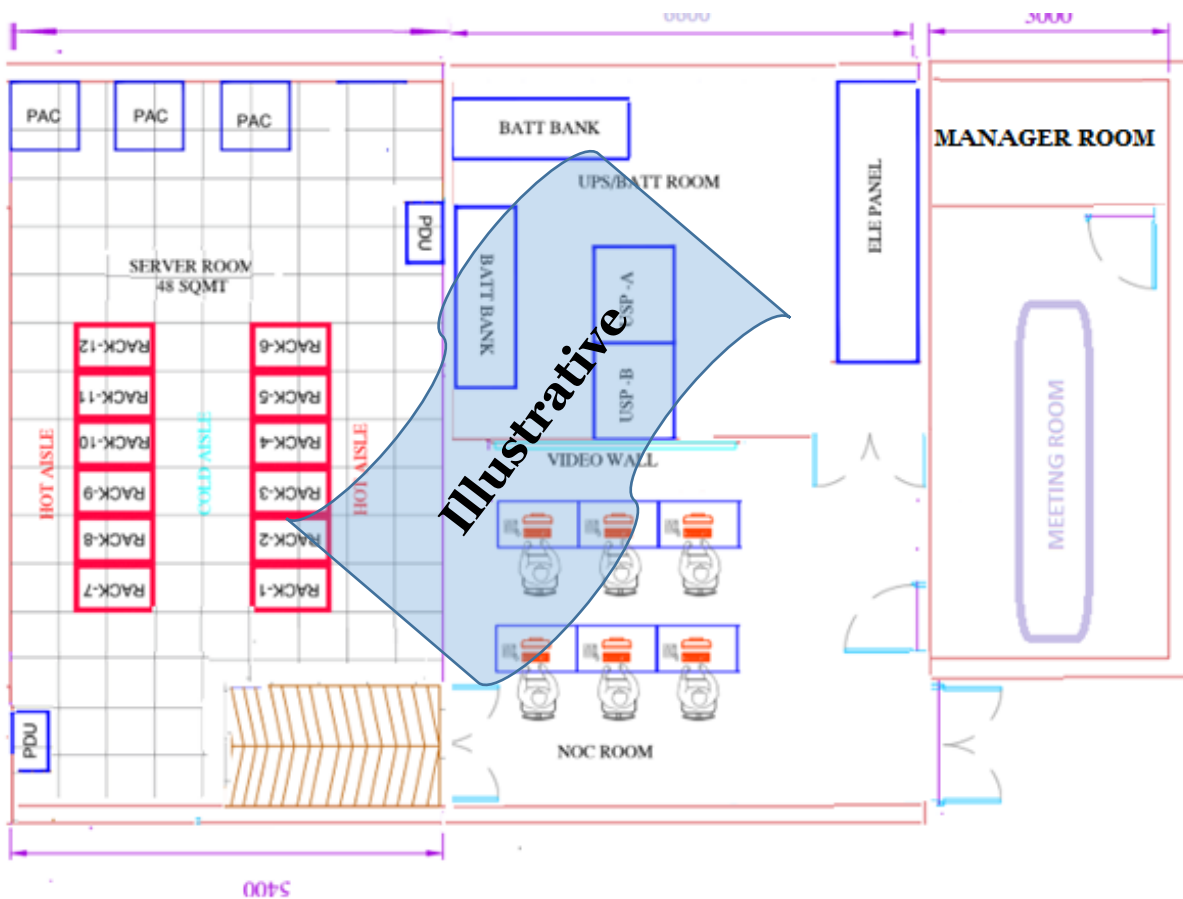 6600
3000
PAC
PAC
PAC
BATT BANK
MANAGER ROOM
UPS/BATT ROOM
ELE PANEL
PDU
SERVER ROOM
48 SQMT
BATT BANK
USP -A
USP -B
RACK-12
RACK-6
RACK-11
RACK-5
RACK-10
RACK-4
RACK-9
RACK-3
RACK-8
RACK-2
RACK-7
RACK-1
HOT AISLE
COLD AISLE
HOT AISLE
Illustrative
VIDEO WALL
MEETING ROOM
PDU
NOC ROOM
5400